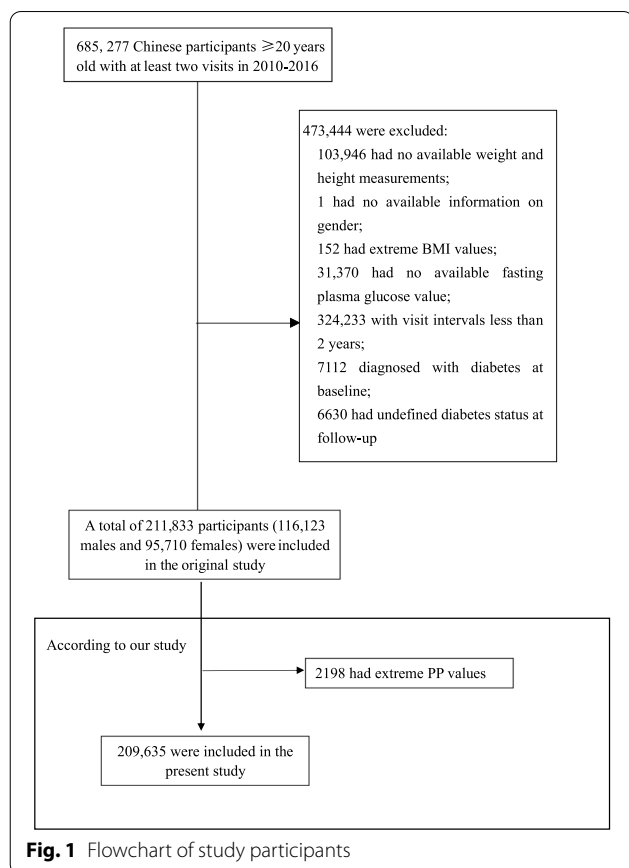 685, 277 Chinese participants ≥20 years
old with at least two visits in 2010-2016
473,444 were excluded:
103,946 had no available weight and
height measurements;
1 had no available information on
gender;
152 had extreme BMI values;
31,370 had no available fasting
plasma glucose value;
324,233 with visit intervals less than
2 years;
7112 diagnosed with diabetes at
baseline;
6630 had undefined diabetes status at
follow-up
A total of 211,833 participants (116,123
males and 95,710 females) were included
in the original study
According to our study
2198 had extreme PP values
209,635 were included in the
present study
Fig. 1 Flowchart of study participants